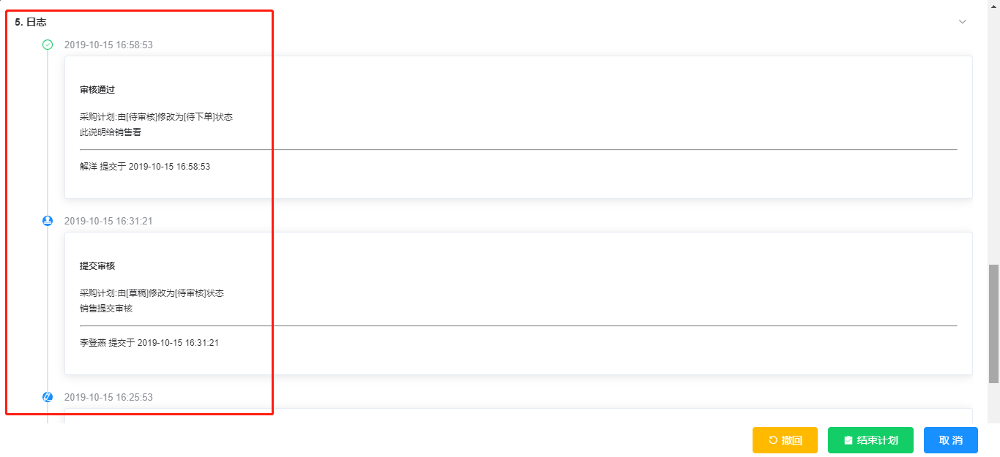 5. 日志
2019-10-15 16:58:53
审核通过
采购计划:由[待审核]修改为[待下单]状态
此说明给销售看
解洋 提交于 2019-10-15 16:58:53
2019-10-15 16:31:21
提交审核
采购计划:由[草稿]修改为[待审核]状态
销售提交审核
李登燕 提交于 2019-10-15 16:31:21
2019-10-15 16:25:53
撤回
结束计划
取 消